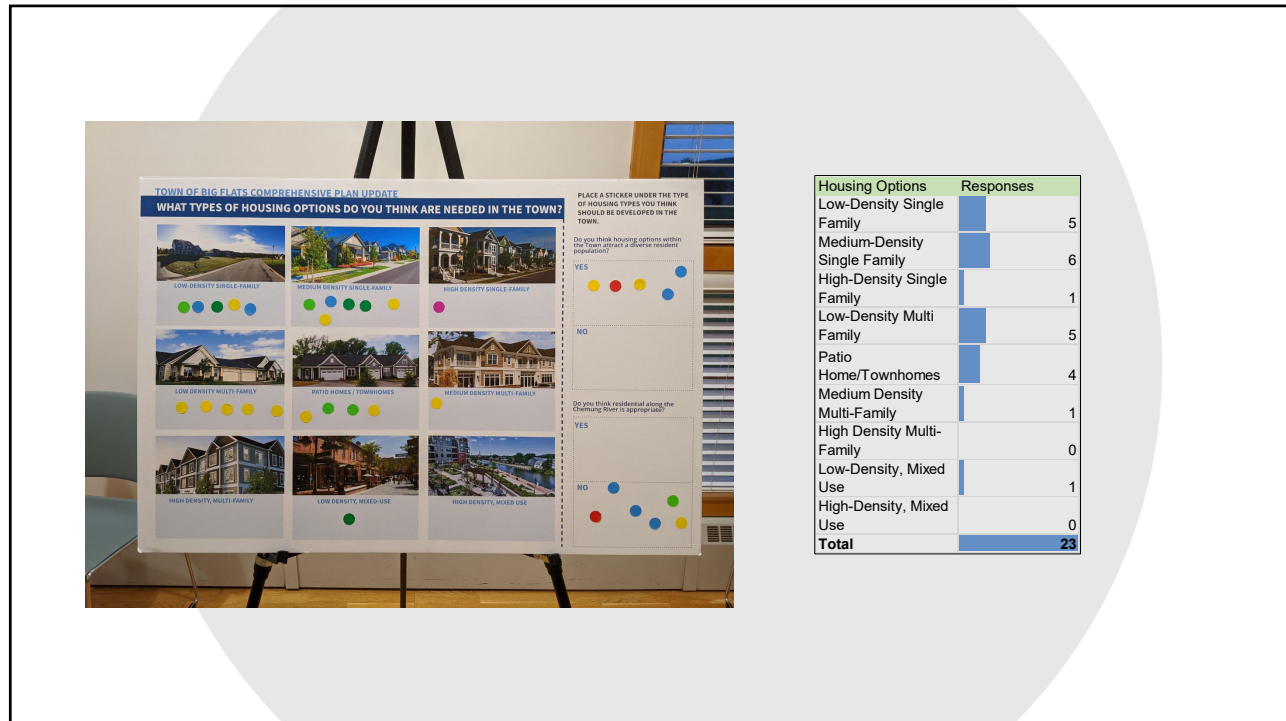 TOWN OF BIG FLATS COMPREHENSIVE PLAN UPDATE
WHAT TYPES OF HOUSING OPTIONS DO YOU THINK ARE NEEDED IN THE TOWN?
LOW-DENSITY SINGLE-FAMILY
MEDIUM DENSITY SINGLE-FAMILY
HIGH DENSITY SINGLE-FAMILY
LOW DENSITY MULTI-FAMILY
PATIO HOMES / TOWNHOMES
MEDIUM DENSITY MULTI-FAMILY
HIGH DENSITY, MULTI-FAMILY
LOW DENSITY, MIXED-USE
HIGH DENSITY, MIXED USE
PLACE A STICKER UNDER THE TYPE
OF HOUSING TYPES YOU THINK
SHOULD BE DEVELOPED IN THE
TOWN.
Do you think housing options within
the Town attract a diverse resident
population?
YES
NO
Do you think residential along the
Chemung River is appropriate?
YES
NO
Housing Options Responses
Low-Density Single
Family 5
Medium-Density
Single Family 6
High-Density Single
Family 1
Low-Density Multi
Family 5
Patio
Home/Townhomes 4
Medium Density
Multi-Family 1
High Density Multi-
Family 0
Low-Density, Mixed
Use 1
High-Density, Mixed
Use 0
Total 23